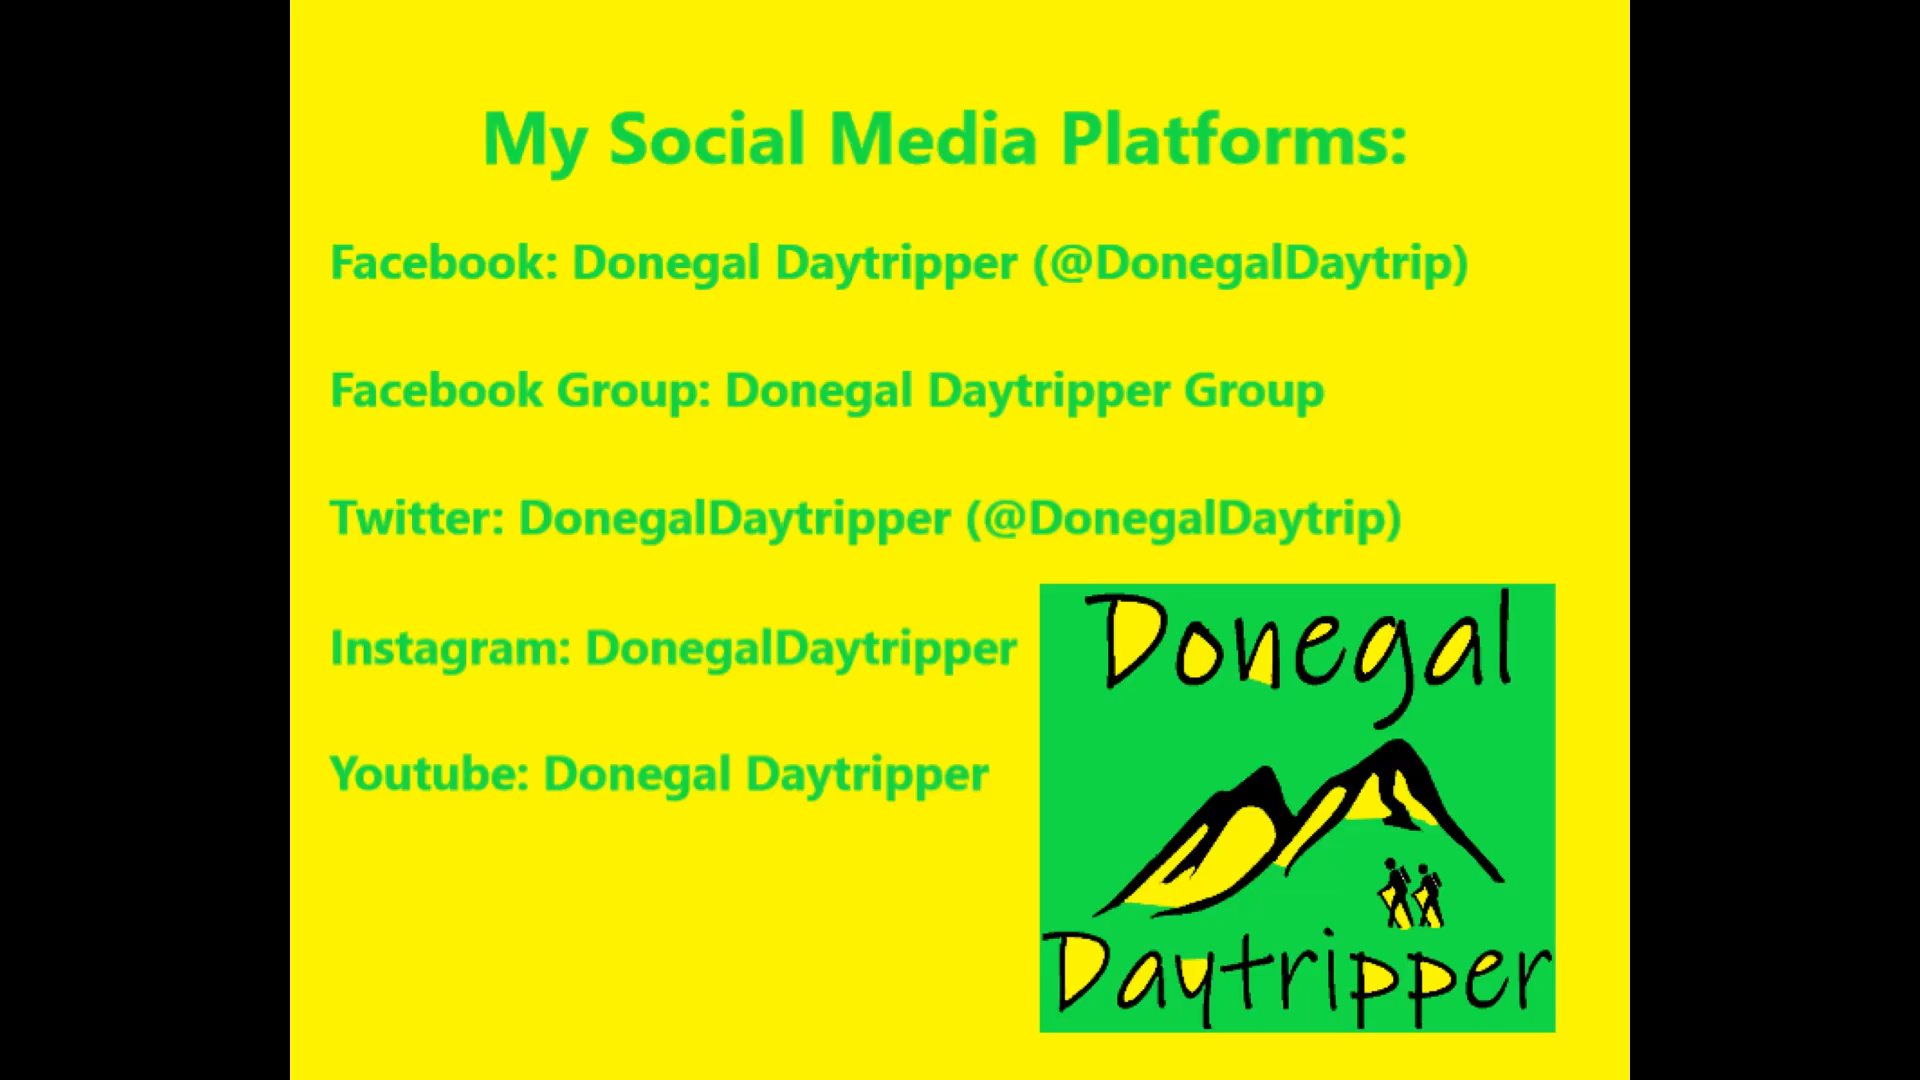 My Social Media Platforms:
Facebook: Donegal Daytripper (@DonegalDaytrip)
Facebook Group: Donegal Daytripper Group
Twitter: DonegalDaytripper (@DonegalDaytrip)
Instagram: DonegalDaytripper
Youtube: Donegal Daytripper
Donegal
Daytripper